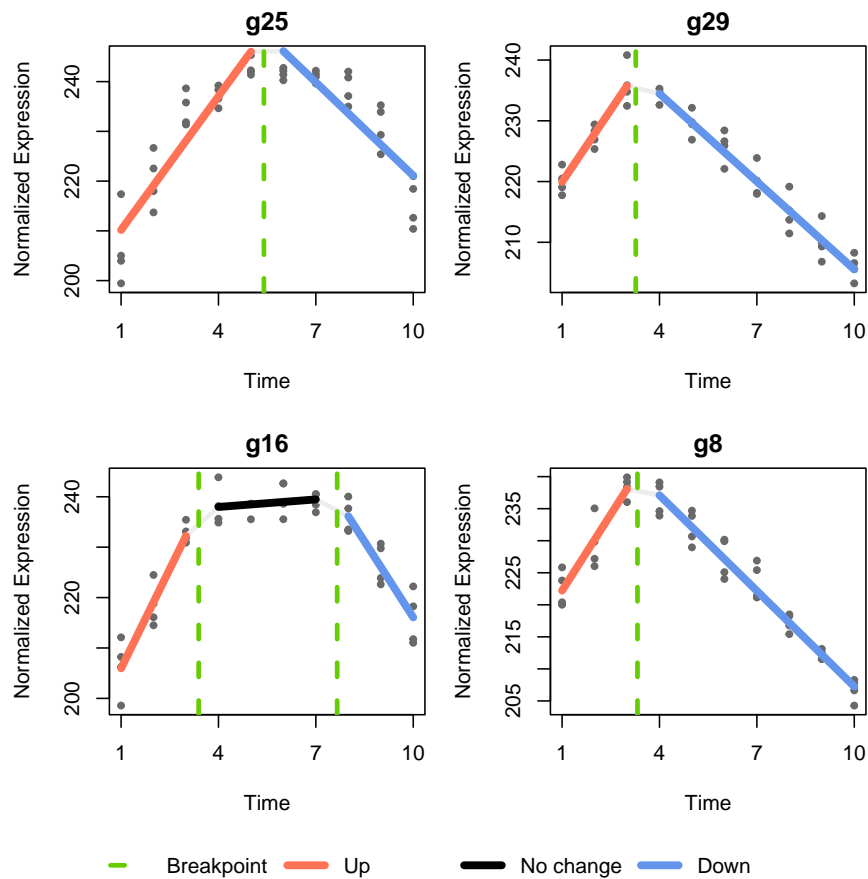 g25
Normalized Expression
240
220
200
1 4 7 10
Time
g29
Normalized Expression
240
230
220
210
1 4 7 10
Time
g16
Normalized Expression
240
220
200
1 4 7 10
Time
g8
Normalized Expression
235
225
215
205
1 4 7 10
Time
Breakpoint Up No change Down